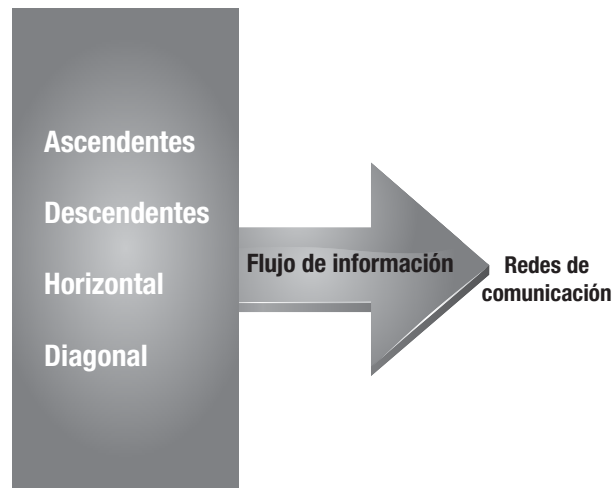 Ascendentes
Descendentes
Horizontal
Diagonal
Flujo de información
Redes de
comunicación